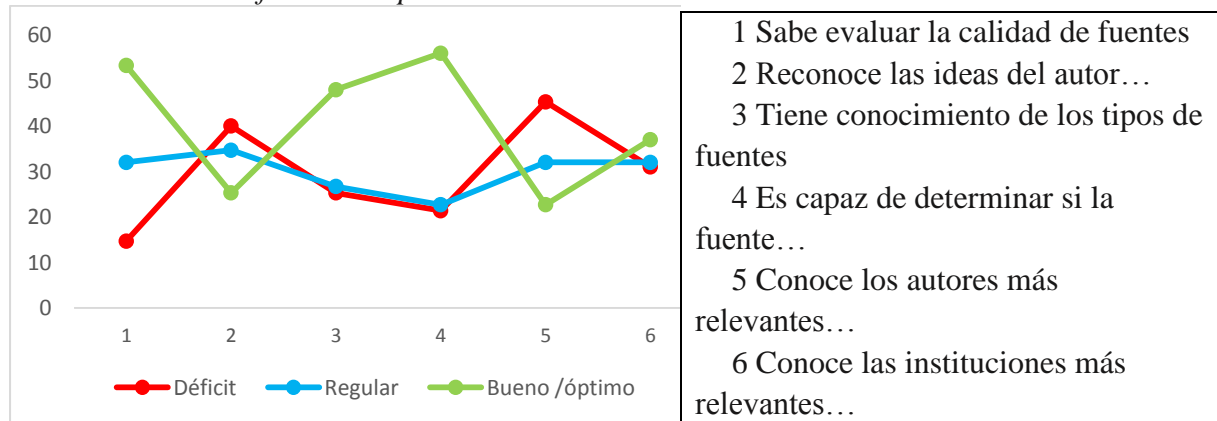 60
50
40
30
20
10
0
1 2 3 4 5 6
Déficit Regular Bueno /óptimo
1 Sabe evaluar la calidad de fuentes
2 Reconoce las ideas del autor…
3 Tiene conocimiento de los tipos de
fuentes
4 Es capaz de determinar si la
fuente…
5 Conoce los autores más
relevantes…
6 Conoce las instituciones más
relevantes…